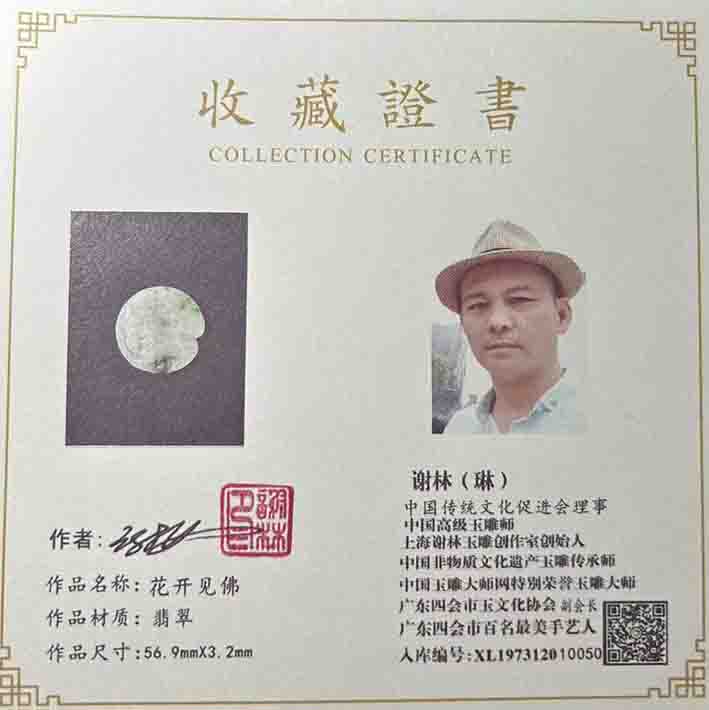 收藏證書
COLLECTION CERTIFICATE
作者:
作品名称: 花开见佛
作品材质: 翡翠
作品尺寸:56.9mmX3.2mm
谢林（琳）
中国传统文化促进会理事
中国高级玉雕师
上海谢林玉雕创作室创始人
中国非物质文化遗产玉雕传承师
中国玉雕大师网特别荣誉玉雕大师
广东四会市玉文化协会 副会长
广东四会市百名最美手艺人
入库编号:XL197312010050